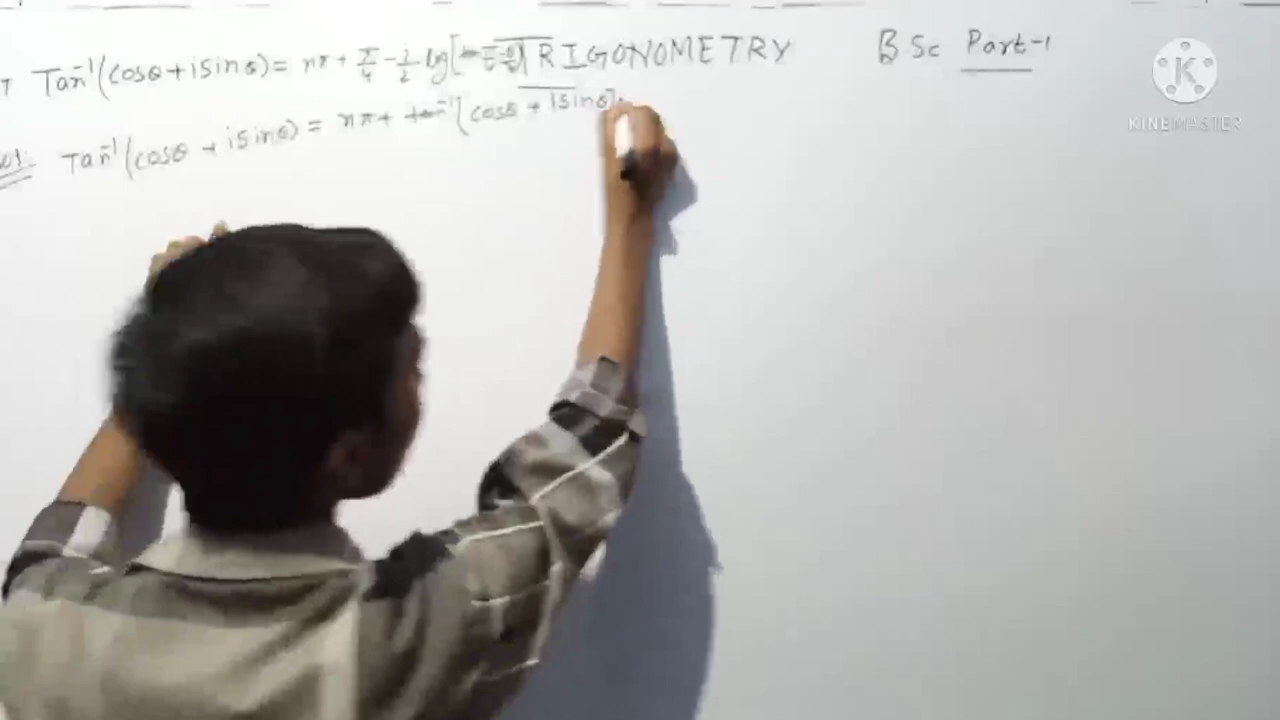 Tan⁻¹(cosθ+isinθ) = nπ + π/4 - i/2 log[ TRIGONOMETRY
Tan⁻¹(cosθ + isinθ) = nπ + tan⁻¹(cosθ + isinθ)
BSc Part-1
KINEMASTER